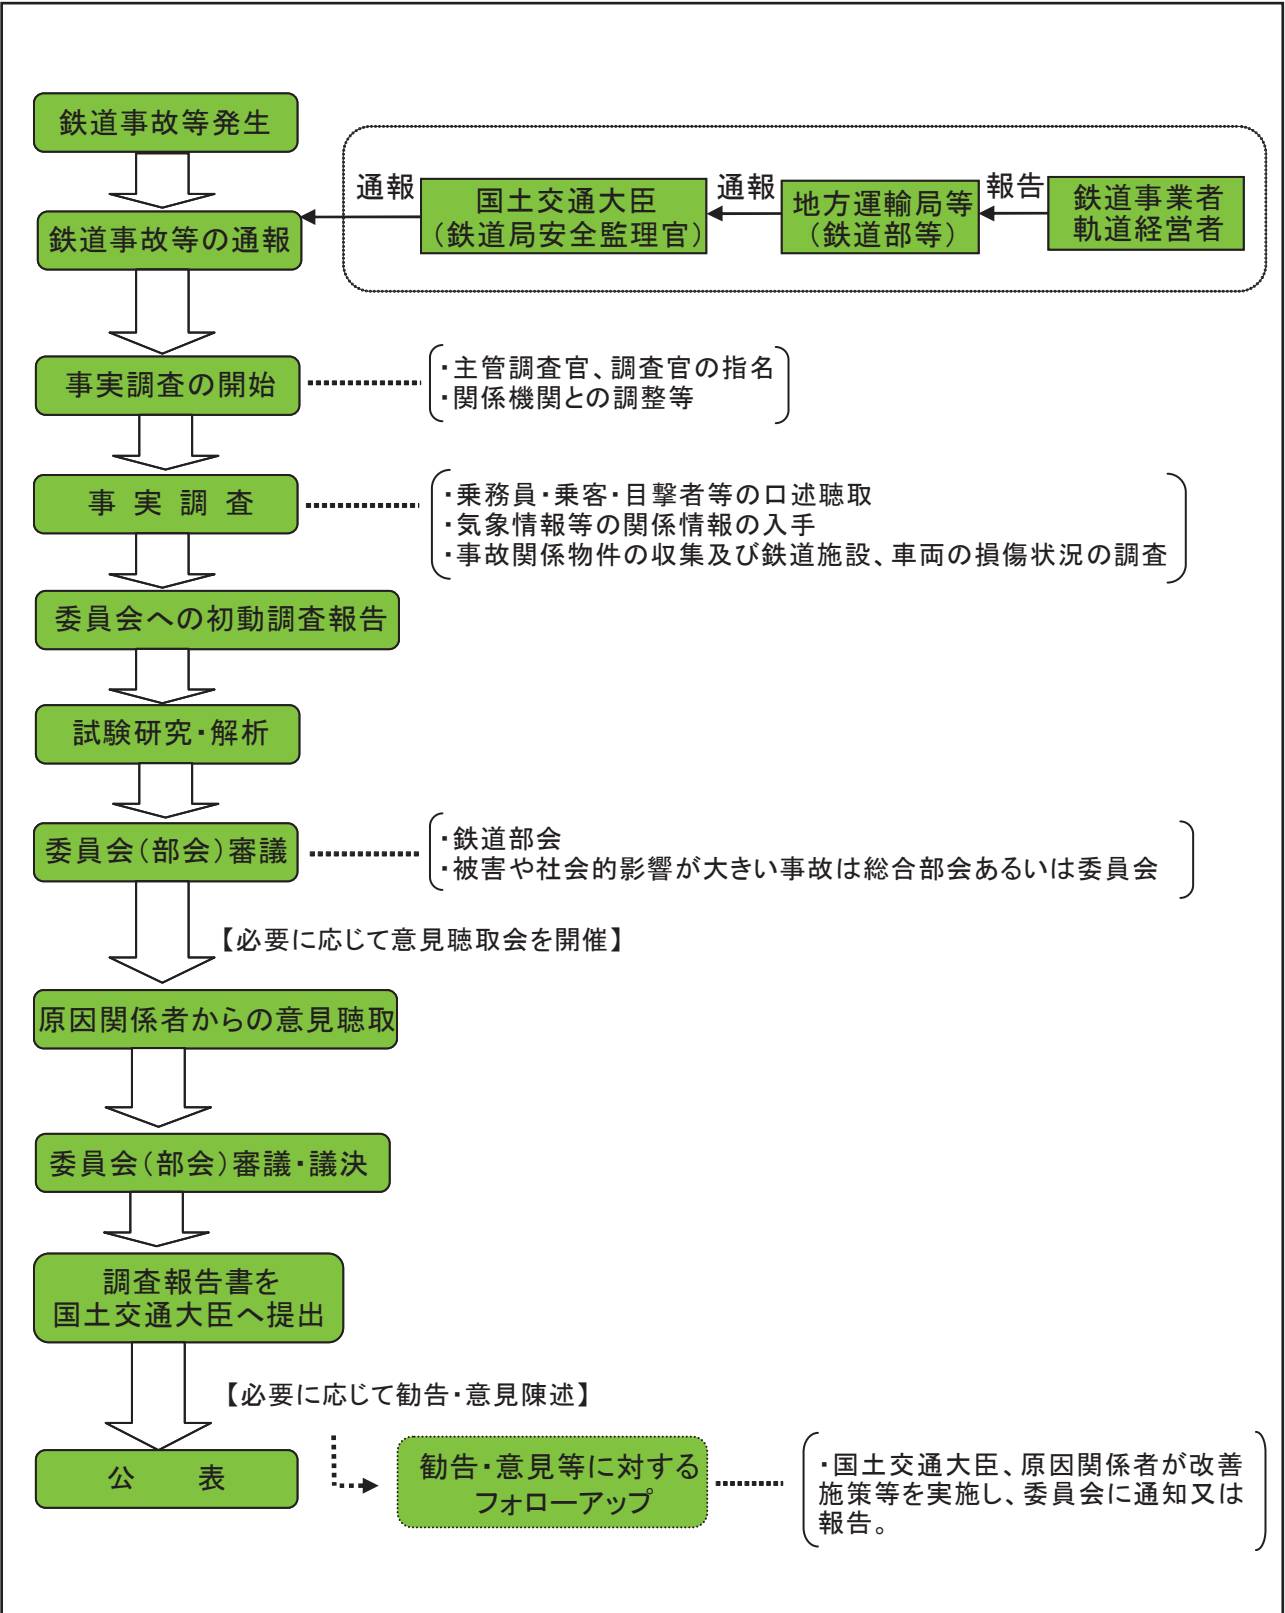 鉄道事故等発生
通報
国土交通大臣
（鉄道局安全監理官）
通報
地方運輸局等
（鉄道部等）
報告
鉄道事業者
軌道経営者
鉄道事故等の通報
事実調査の開始
・主管調査官、調査官の指名
・関係機関との調整等
事 実 調 査
・乗務員・乗客・目撃者等の口述聴取
・気象情報等の関係情報の入手
・事故関係物件の収集及び鉄道施設、車両の損傷状況の調査
委員会への初動調査報告
試験研究・解析
委員会（部会）審議
・鉄道部会
・被害や社会的影響が大きい事故は総合部会あるいは委員会
【必要に応じて意見聴取会を開催】
原因関係者からの意見聴取
委員会（部会）審議・議決
調査報告書を
国土交通大臣へ提出
【必要に応じて勧告・意見陳述】
公　　表
勧告・意見等に対する
フォローアップ
・国土交通大臣、原因関係者が改善
施策等を実施し、委員会に通知又は
報告。